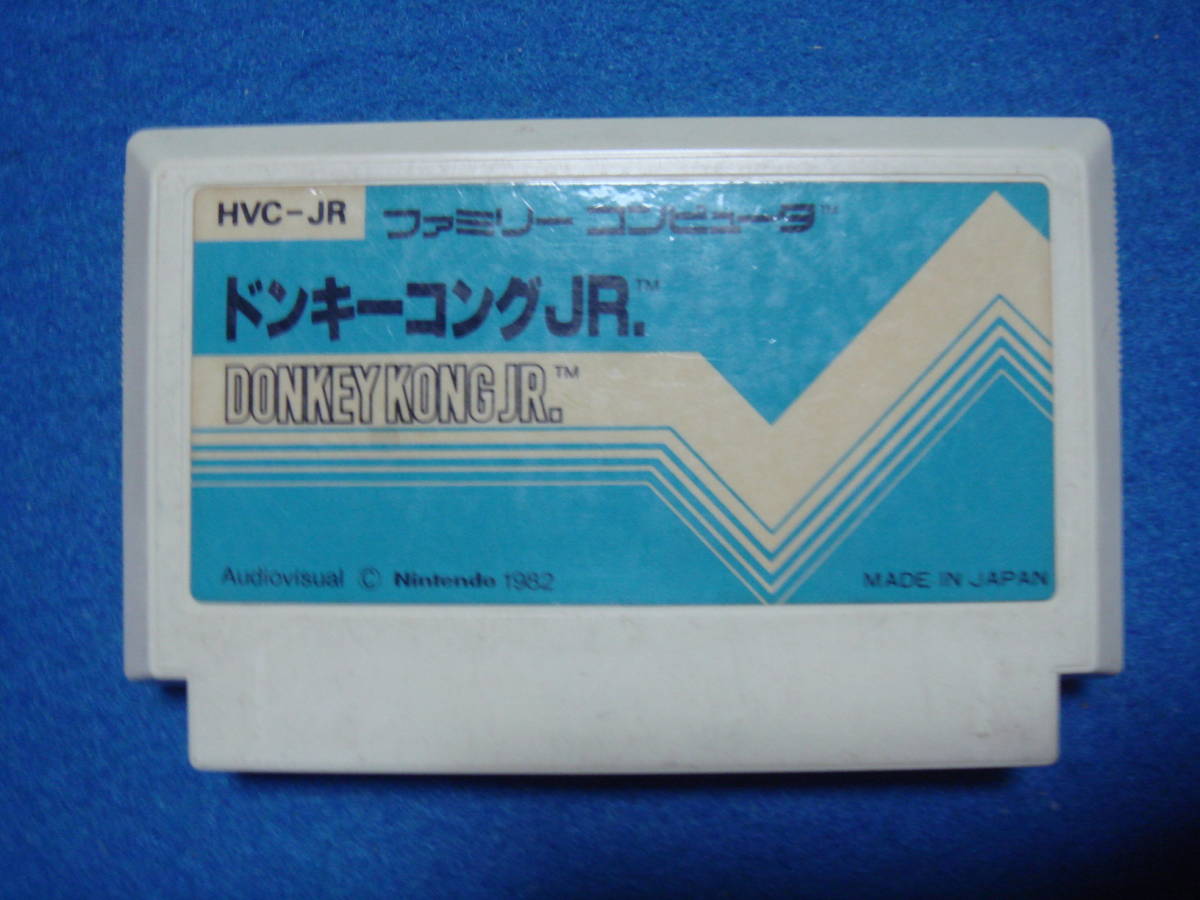 HVC-JR
ファミリー コンピュータ™
ドンキーコングJR.™
DONKEY KONG JR.™
Audiovisual © Nintendo 1982
MADE IN JAPAN